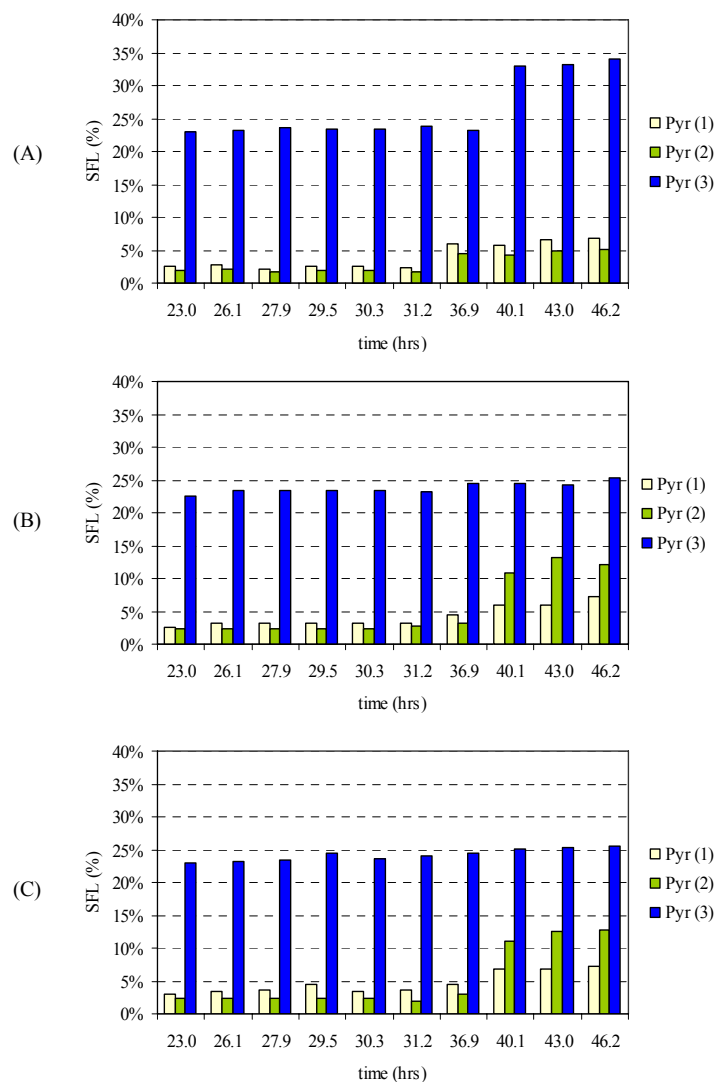 (A)
SFL (%)
40%
35%
30%
25%
20%
15%
10%
5%
0%
23.0 26.1 27.9 29.5 30.3 31.2 36.9 40.1 43.0 46.2
time (hrs)
Pyr (1)
Pyr (2)
Pyr (3)
(B)
SFL (%)
40%
35%
30%
25%
20%
15%
10%
5%
0%
23.0 26.1 27.9 29.5 30.3 31.2 36.9 40.1 43.0 46.2
time (hrs)
Pyr (1)
Pyr (2)
Pyr (3)
(C)
SFL (%)
40%
35%
30%
25%
20%
15%
10%
5%
0%
23.0 26.1 27.9 29.5 30.3 31.2 36.9 40.1 43.0 46.2
time (hrs)
Pyr (1)
Pyr (2)
Pyr (3)